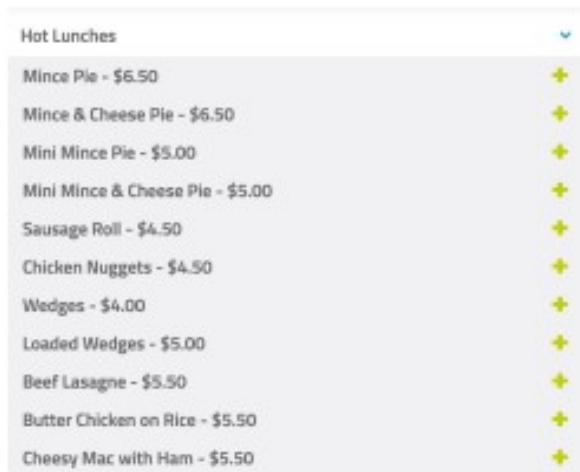 Hot Lunches
Mince Pie - $6.50
Mince & Cheese Pie - $6.50
Mini Mince Pie - $5.00
Mini Mince & Cheese Pie - $5.00
Sausage Roll - $4.50
Chicken Nuggets - $4.50
Wedges - $4.00
Loaded Wedges - $5.00
Beef Lasagne - $5.50
Butter Chicken on Rice - $5.50
Cheesy Mac with Ham - $5.50